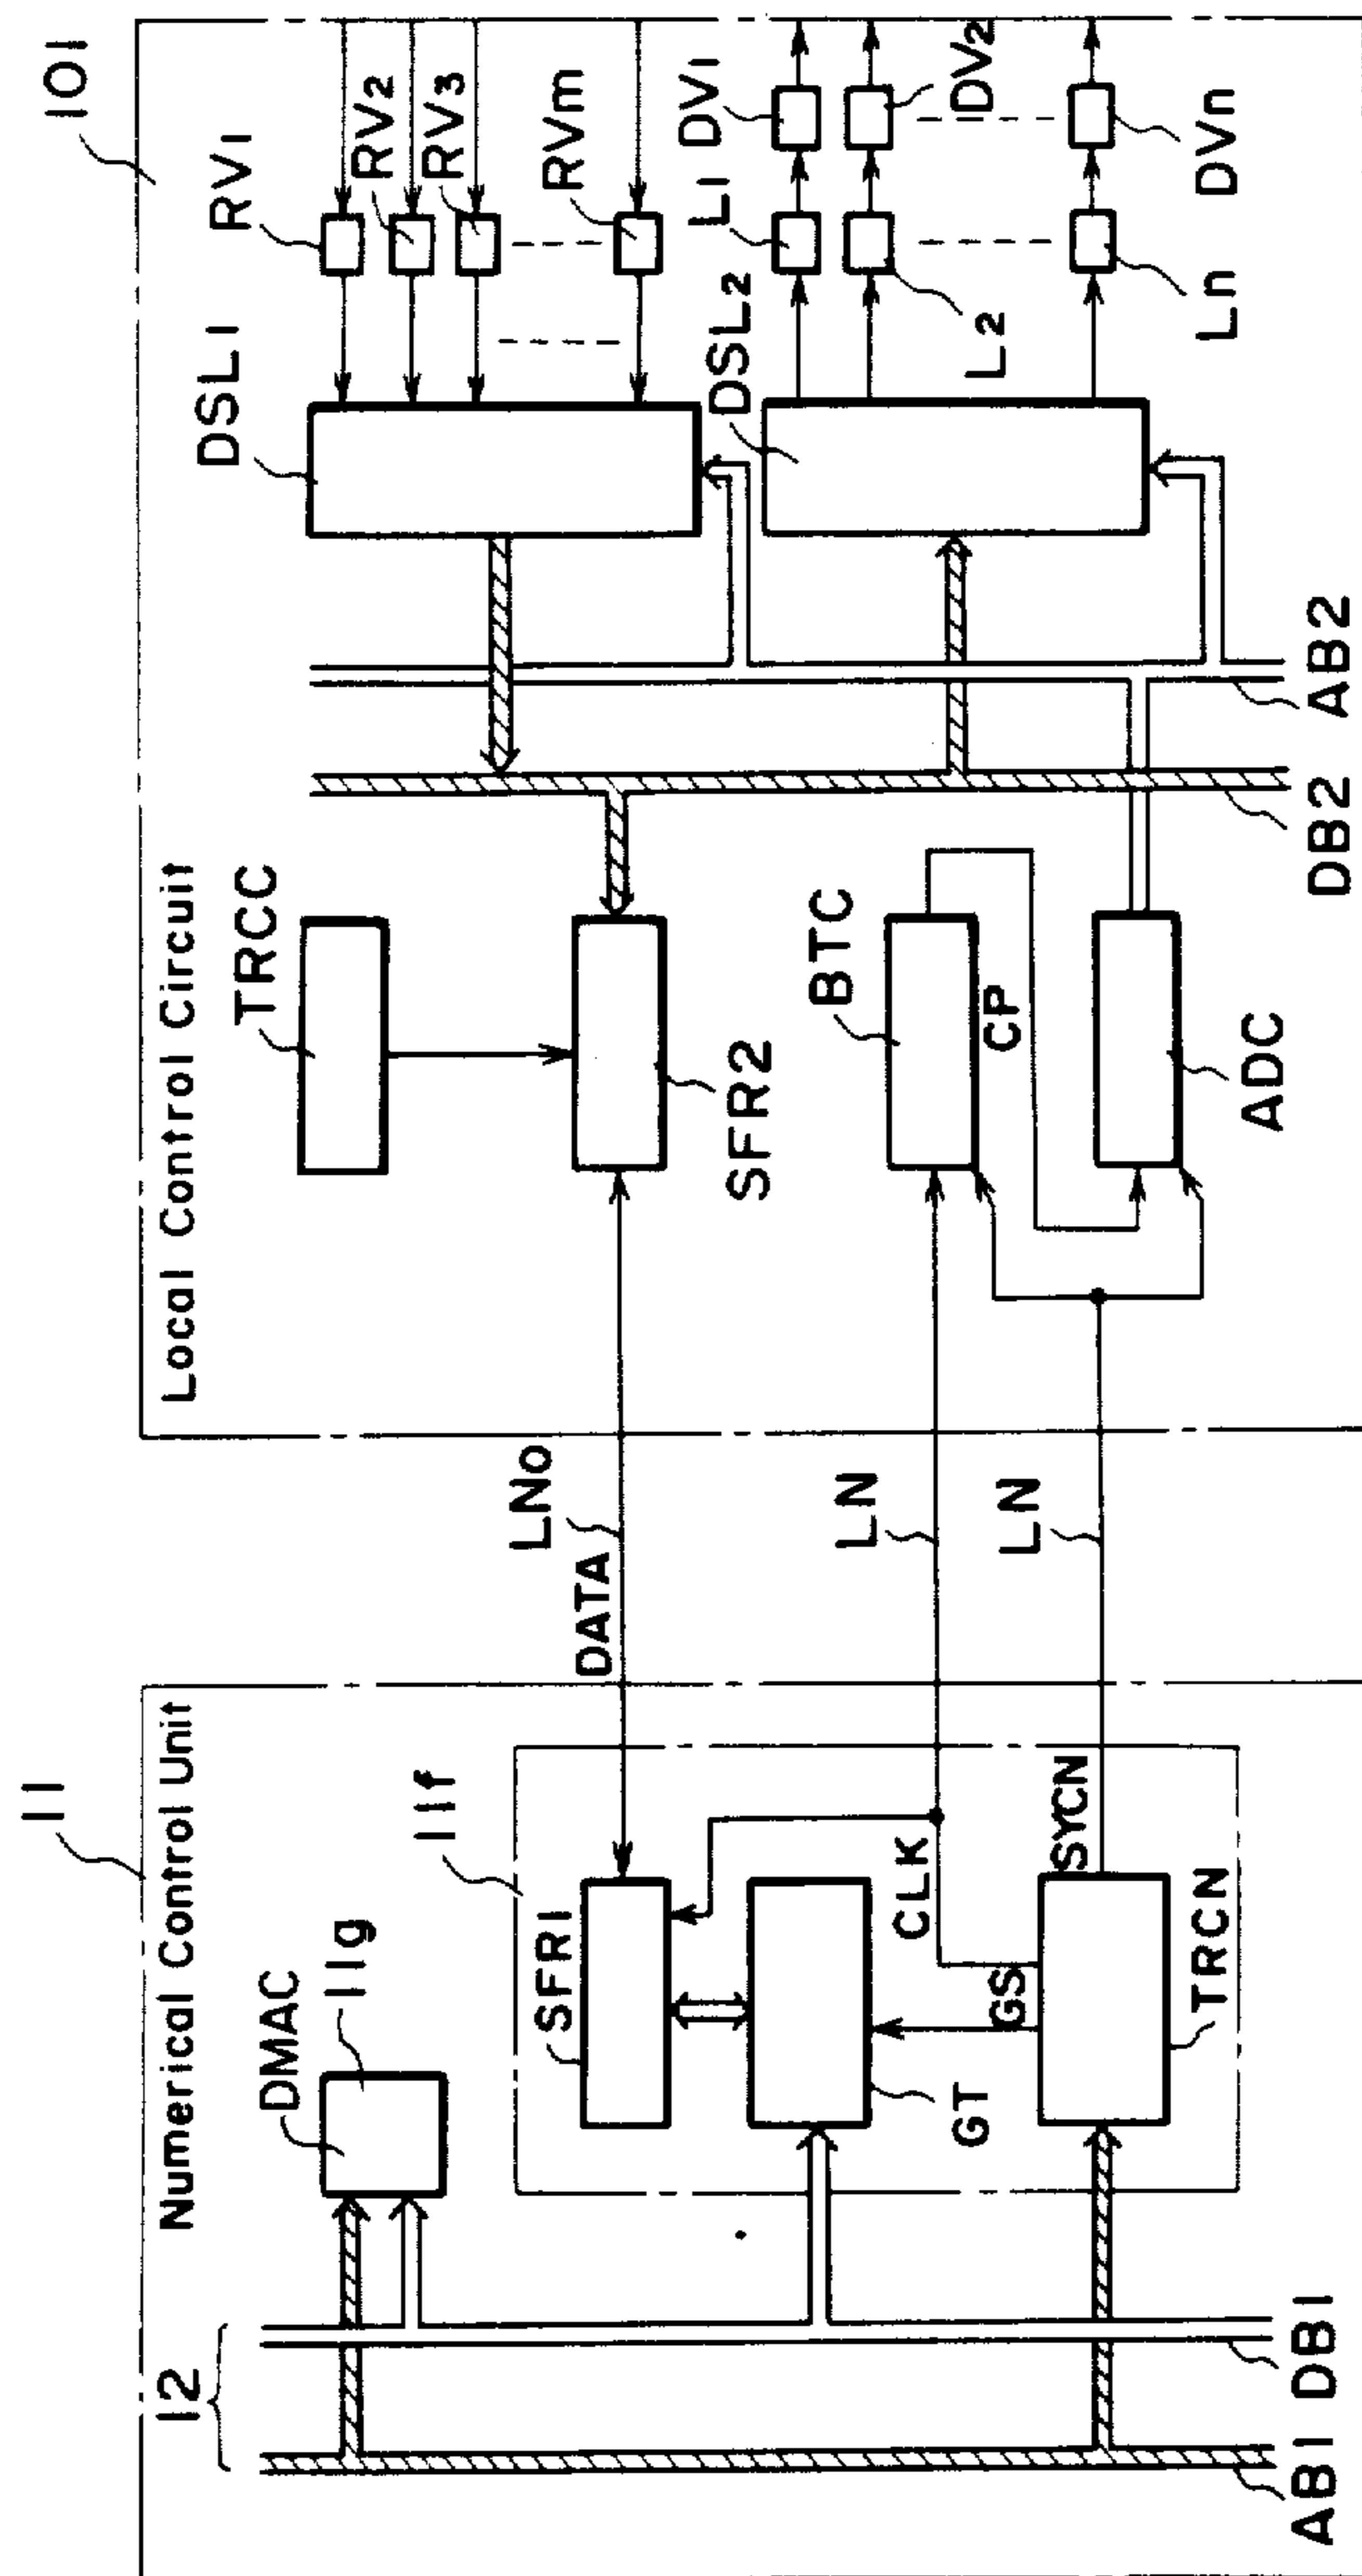 11
Numerical Control Unit
12
DMAC
11g
11f
SFR1
GT
GS
CLK
SYCN
TRCN
AB1
DB1
DATA
LNo
LN
LN
101
Local Control Circuit
TRCC
SFR2
BTC
CP
ADC
DB2
AB2
DSL1
DSL2
RV1
RV2
RV3
RVm
L1
DV1
L2
DV2
Ln
DVn